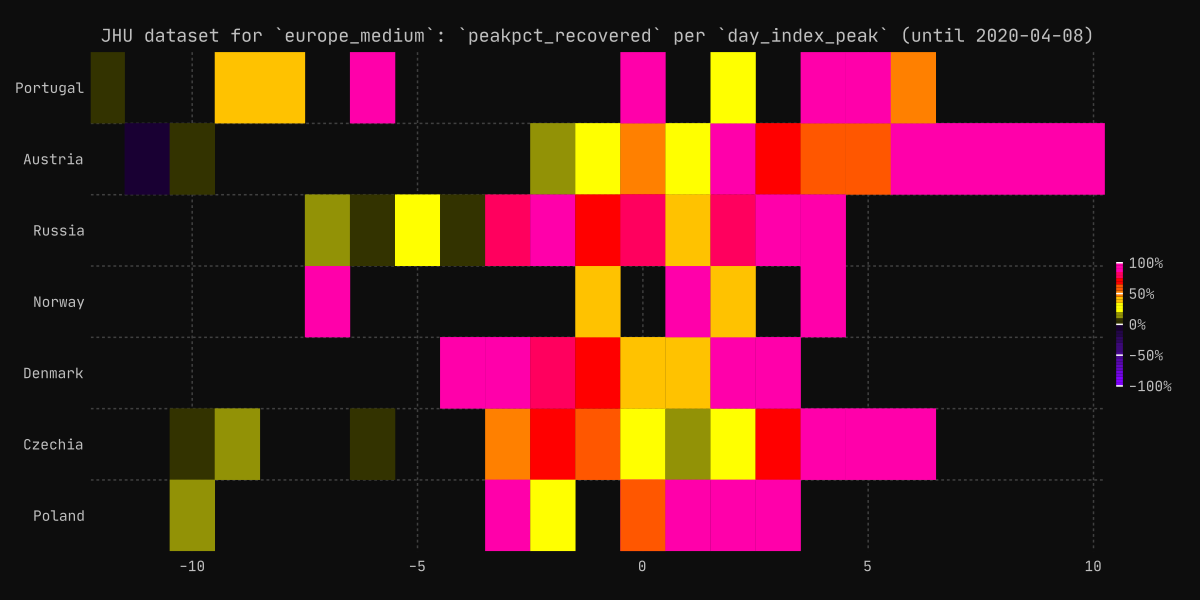 JHU dataset for `europe_medium`: `peakpct_recovered` per `day_index_peak` (until 2020-04-08)
Portugal
Austria
Russia
Norway
Denmark
Czechia
Poland
100%
50%
0%
−50%
−100%
−10
−5
0
5
10